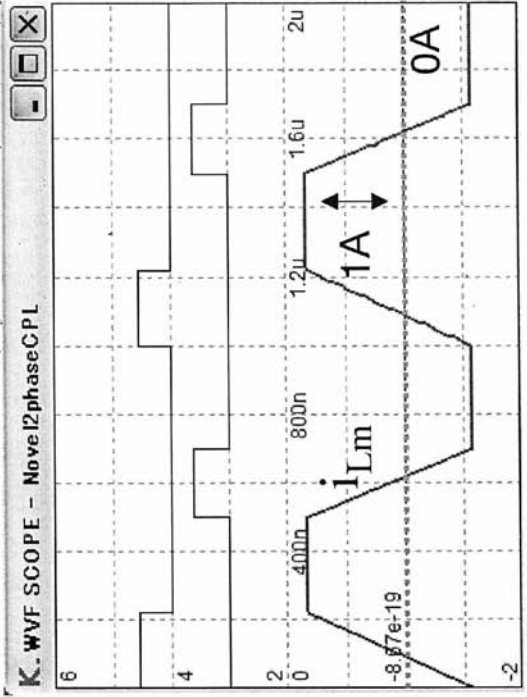 K. WVF SCOPE - Novel2phaseCPL
6
4
2
0
400n
800n
1.2u
1.6u
2u
iLm
1A
0A
-8.67e-19
-2